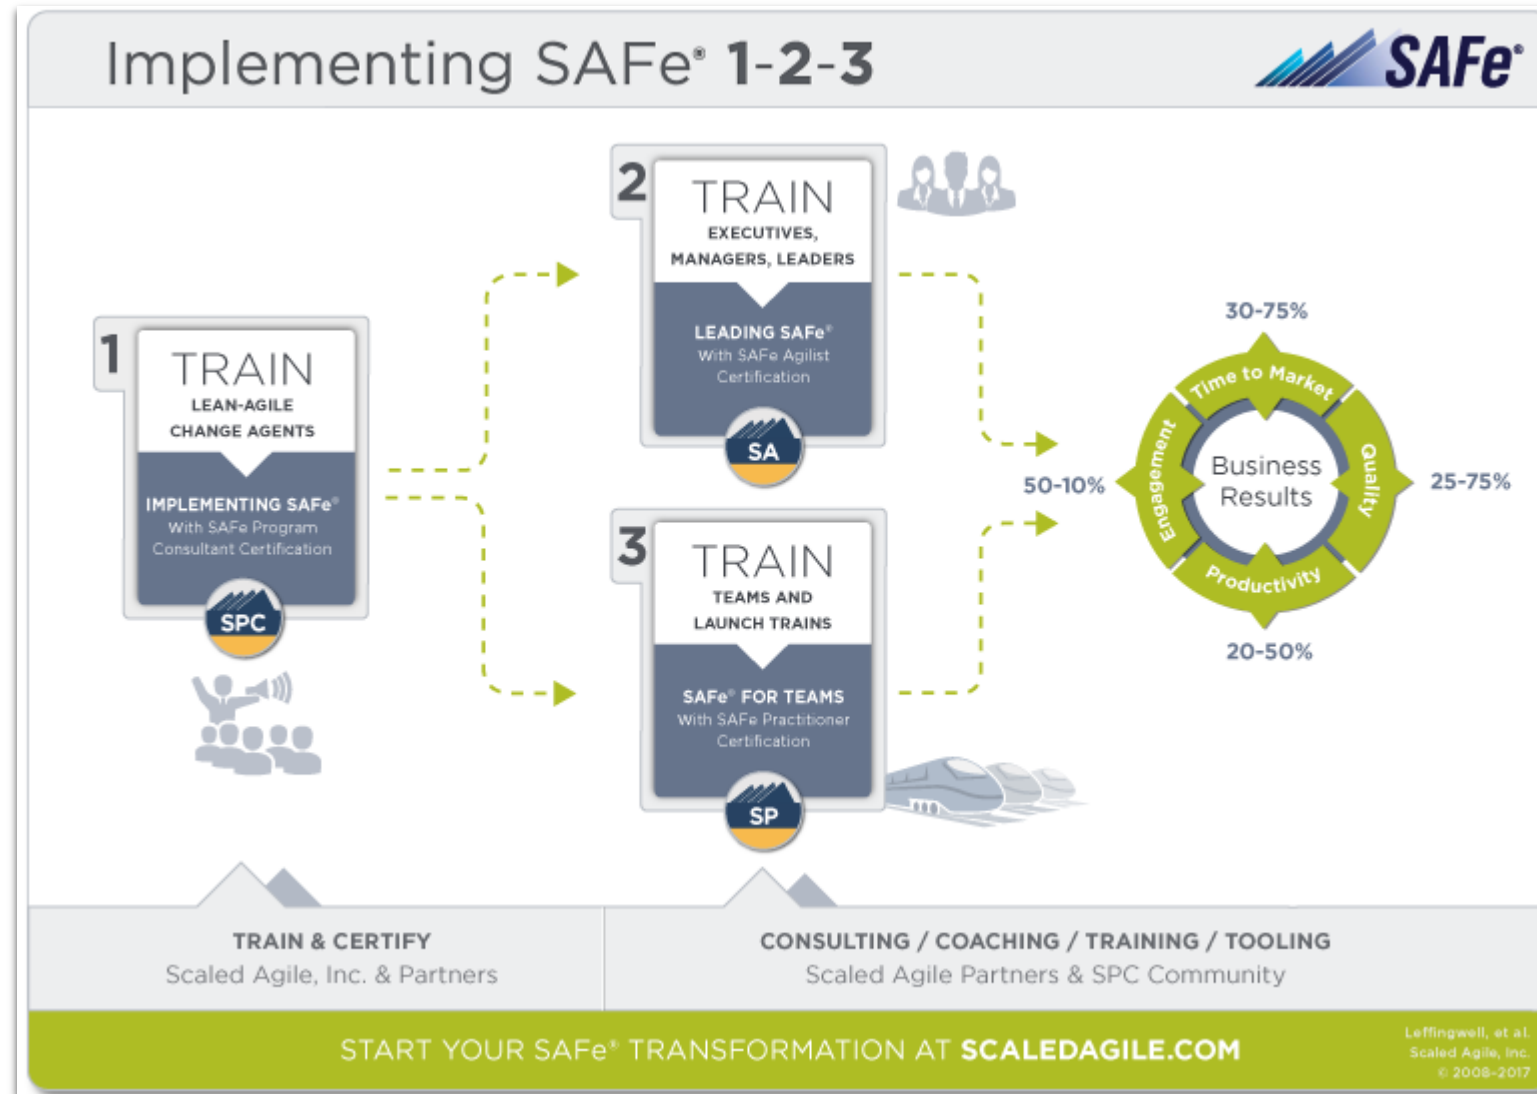 Implementing SAFe® 1-2-3
SAFe®
1
TRAIN
LEAN-AGILE
CHANGE AGENTS
IMPLEMENTING SAFe®
With SAFe Program
Consultant Certification
SPC
2
TRAIN
EXECUTIVES,
MANAGERS, LEADERS
LEADING SAFe®
With SAFe Agilist
Certification
SA
3
TRAIN
TEAMS AND
LAUNCH TRAINS
SAFe® FOR TEAMS
With SAFe Practitioner
Certification
SP
30-75%
Time to Market
50-10%
Engagement
Business
Results
Quality
25-75%
Productivity
20-50%
TRAIN & CERTIFY
Scaled Agile, Inc. & Partners
CONSULTING / COACHING / TRAINING / TOOLING
Scaled Agile Partners & SPC Community
START YOUR SAFe® TRANSFORMATION AT SCALEDAGILE.COM
Leffingwell, et al.
Scaled Agile, Inc.
© 2008-2017